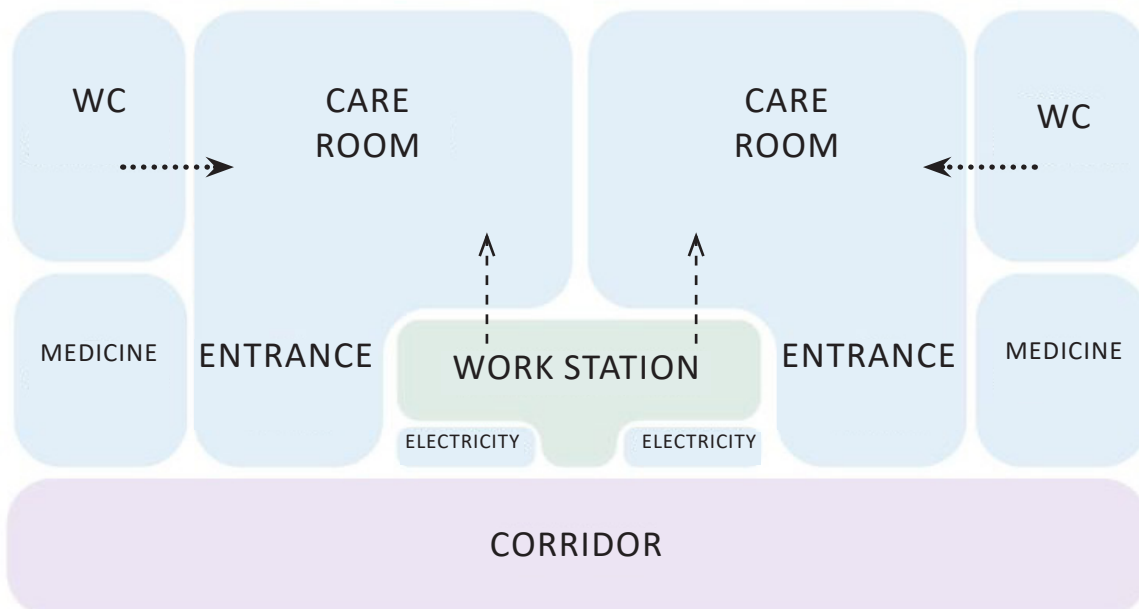 WC
CARE
ROOM
CARE
ROOM
WC
MEDICINE
ENTRANCE
WORK STATION
ENTRANCE
MEDICINE
ELECTRICITY
ELECTRICITY
CORRIDOR